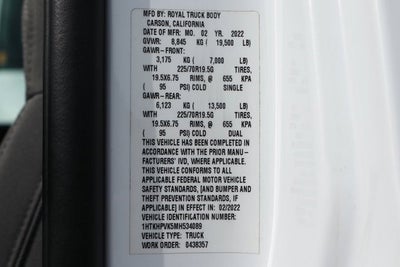 MFD BY: ROYAL TRUCK BODY
CARSON, CALIFORNIA
DATE OF MFR: MO. 02 YR. 2022
GVWR: 8,845 KG ( 19,500 LB)
GAWR-FRONT:
3,175 KG ( 7,000 LB)
WITH 225/70R19.5G TIRES,
19.5X6.75 RIMS, @ 655 KPA
( 95 PSI) COLD SINGLE
GAWR-REAR:
6,123 KG ( 13,500 LB)
WITH 225/70R19.5G TIRES,
19.5X6.75 RIMS, @ 655 KPA
( 95 PSI) COLD DUAL
THIS VEHICLE HAS BEEN COMPLETED
IN ACCORDANCE WITH THE PRIOR MANU-
FACTURERS' IVD, WHERE APPLICABLE.
THIS VEHICLE CONFORMS TO ALL
APPLICABLE FEDERAL MOTOR VEHICLE
SAFETY STANDARDS, [AND BUMPER AND
THEFT PREVENTION STANDARDS, IF
APPLICABLE] IN EFFECT IN 02/2022
VEHICLE IDENTIFICATION NUMBER:
1HTKHPVK5MH534089
VEHICLE TYPE: TRUCK
WORK ORDER: 0438357